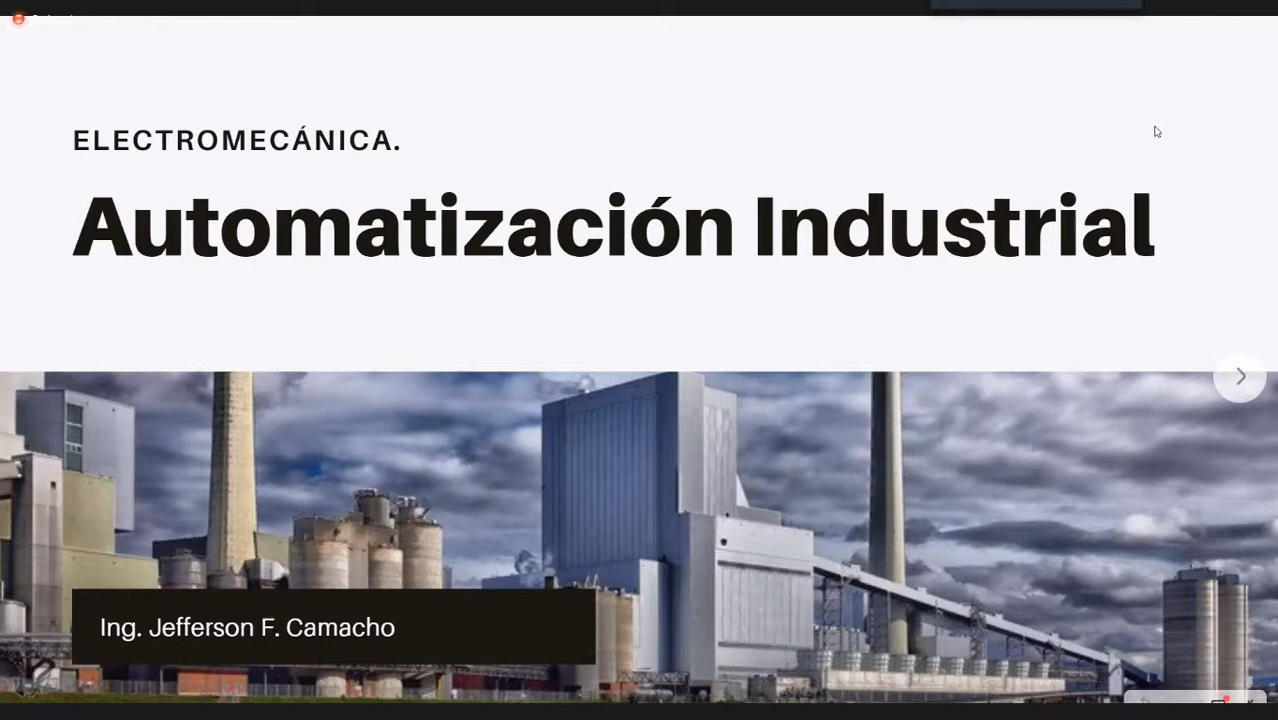 ELECTROMECÁNICA.
Automatización Industrial
Ing. Jefferson F. Camacho